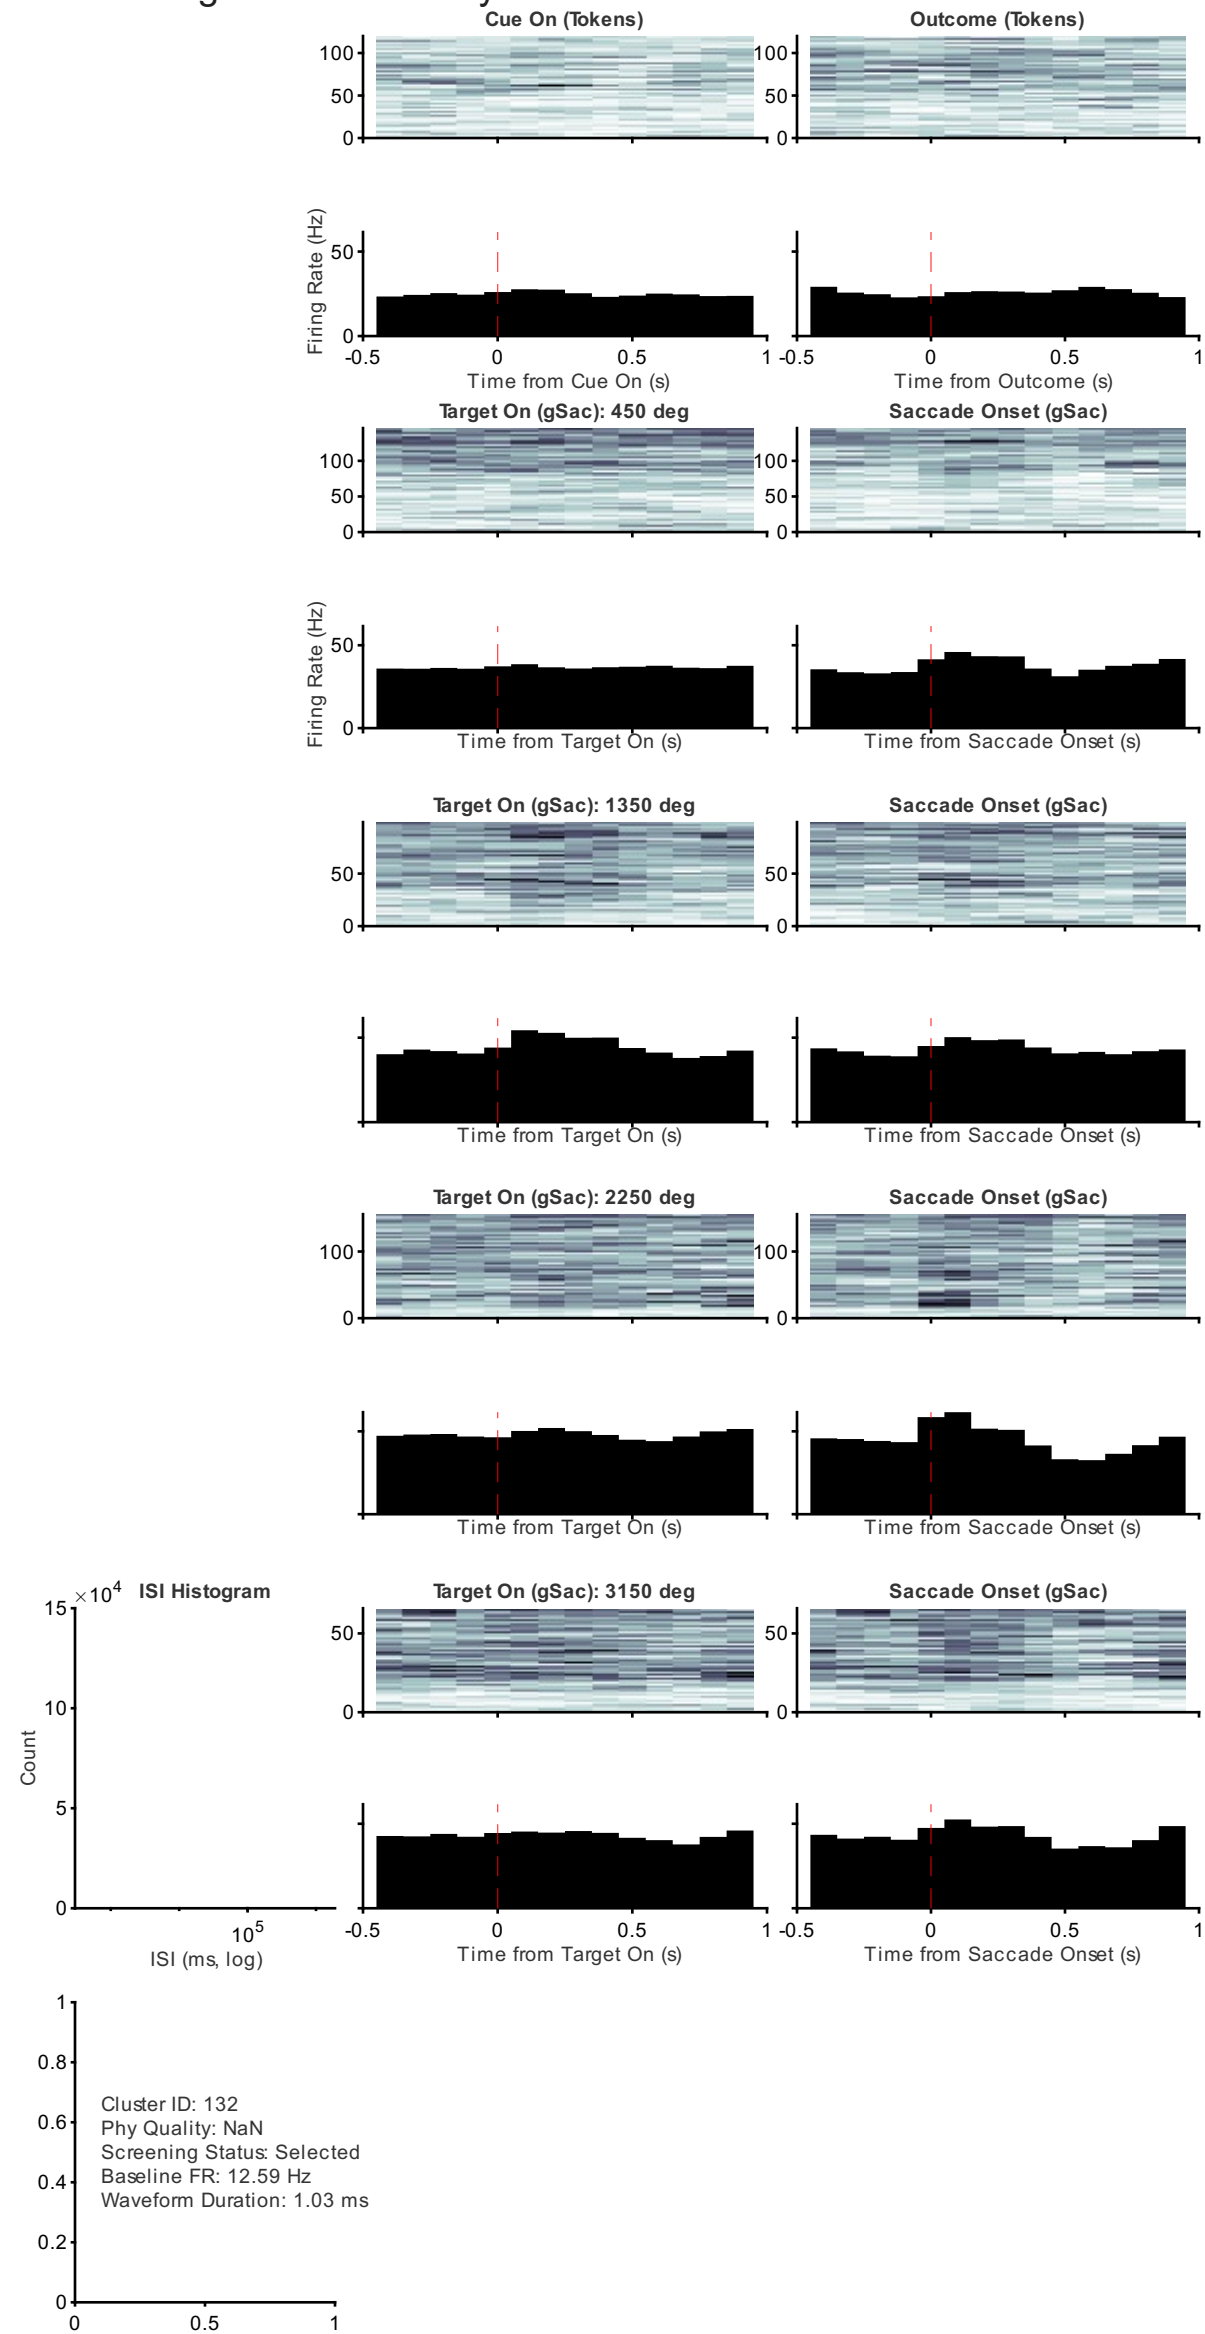 Cue On (Tokens)
Outcome (Tokens)
100
50
0
100
50
0
Firing Rate (Hz)
50
0
-0.5
0
0.5
1
-0.5
0
0.5
1
Time from Cue On (s)
Time from Outcome (s)
Target On (gSac): 450 deg
Saccade Onset (gSac)
100
50
0
100
50
0
Firing Rate (Hz)
50
0
50
0
Time from Target On (s)
Time from Saccade Onset (s)
Target On (gSac): 1350 deg
Saccade Onset (gSac)
50
0
50
0
Time from Target On (s)
Time from Saccade Onset (s)
Target On (gSac): 2250 deg
Saccade Onset (gSac)
100
0
100
0
Time from Target On (s)
Time from Saccade Onset (s)
×10⁴
ISI Histogram
Target On (gSac): 3150 deg
Saccade Onset (gSac)
15
10
5
0
Count
10⁵
ISI (ms, log)
50
0
50
0
-0.5
0
0.5
1
-0.5
0
0.5
1
Time from Target On (s)
Time from Saccade Onset (s)
1
0.8
0.6
0.4
0.2
0
Cluster ID: 132
Phy Quality: NaN
Screening Status: Selected
Baseline FR: 12.59 Hz
Waveform Duration: 1.03 ms
0
0.5
1